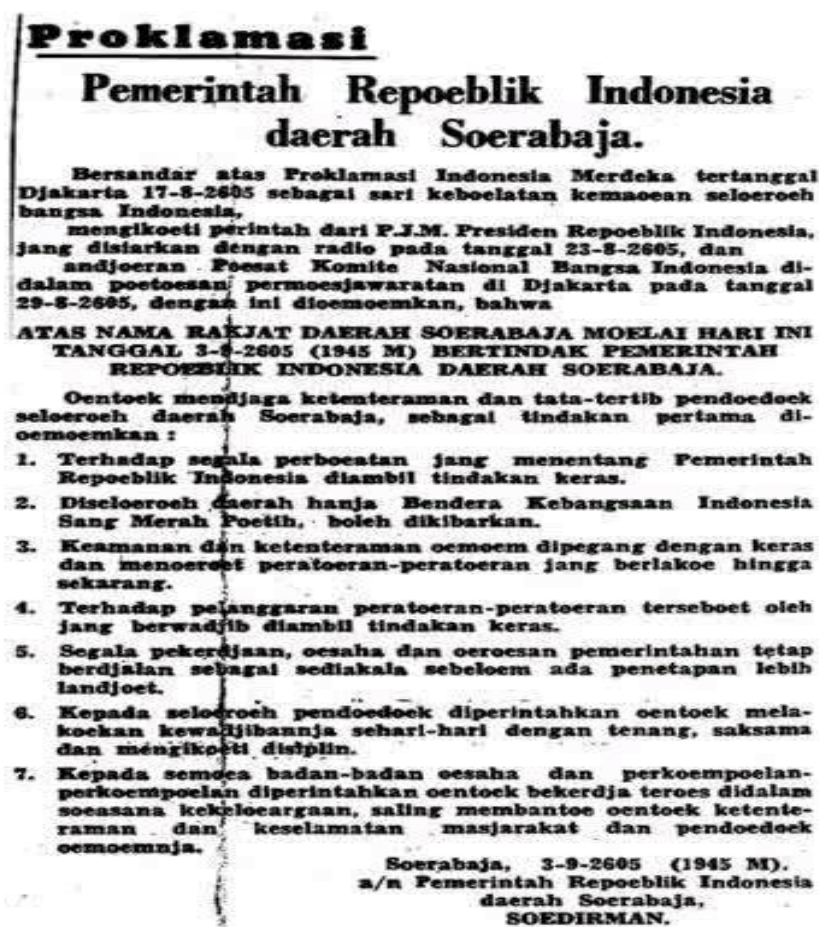 Proklamasi
Pemerintah Repoeblik Indonesia
daerah Soerabaja.
Bersandar atas Proklamasi Indonesia Merdeka tertanggal
Djakarta 17-8-2605 sebagai sari keboelatan kemaoean seloeroeh
bangsa Indonesia,
mengikoeti perintah dari P.J.M. Presiden Repoeblik Indonesia,
jang disiarkan dengan radio pada tanggal 23-8-2605, dan
andjoeran Poesat Komite Nasional Bangsa Indonesia di-
dalam poetoesan permoesjawaratan di Djakarta pada tanggal
29-8-2605, dengan ini dioemoemkan, bahwa
ATAS NAMA RAKJAT DAERAH SOERABAJA MOELAI HARI INI
TANGGAL 3-9-2605 (1945 M) BERTINDAK PEMERINTAH
REPOEBLIK INDONESIA DAERAH SOERABAJA.
Oentoek mendjaga ketenteraman dan tata-tertib pendoedoek
seloeroeh daerah Soerabaja, sebagai tindakan pertama di-
oemoemkan :
1. Terhadap segala perboeatan jang menentang Pemerintah
Repoeblik Indonesia diambil tindakan keras.
2. Diseloeroeh daerah hanja Bendera Kebangsaan Indonesia
Sang Merah Poetih, boleh dikibarkan.
3. Keamanan dan ketenteraman oemoem dipegang dengan keras
dan menoeroet peratoeran-peratoeran jang berlakoe hingga
sekarang.
4. Terhadap pelanggaran peratoeran-peratoeran terseboet oleh
jang berwadjib diambil tindakan keras.
5. Segala pekerdjaan, oesaha dan oeroesan pemerintahan tetap
berdjalan sebagai sediakala sebeloem ada penetapan lebih
landjoet.
6. Kepada seloeroeh pendoedoek diperintahkan oentoek mela-
koekan kewadjibannja sehari-hari dengan tenang, saksama
dan mengikoeti disiplin.
7. Kepada semoea badan-badan oesaha dan perkoempoelan-
perkoempoelan diperintahkan oentoek bekerdja teroes didalam
soeasana kekeloeargaan, saling membantoe oentoek ketente-
raman dan keselamatan masjarakat dan pendoedoek
oemoemnja.
Soerabaja, 3-9-2605 (1945 M).
a/n Pemerintah Repoeblik Indonesia
daerah Soerabaja,
SOEDIRMAN.